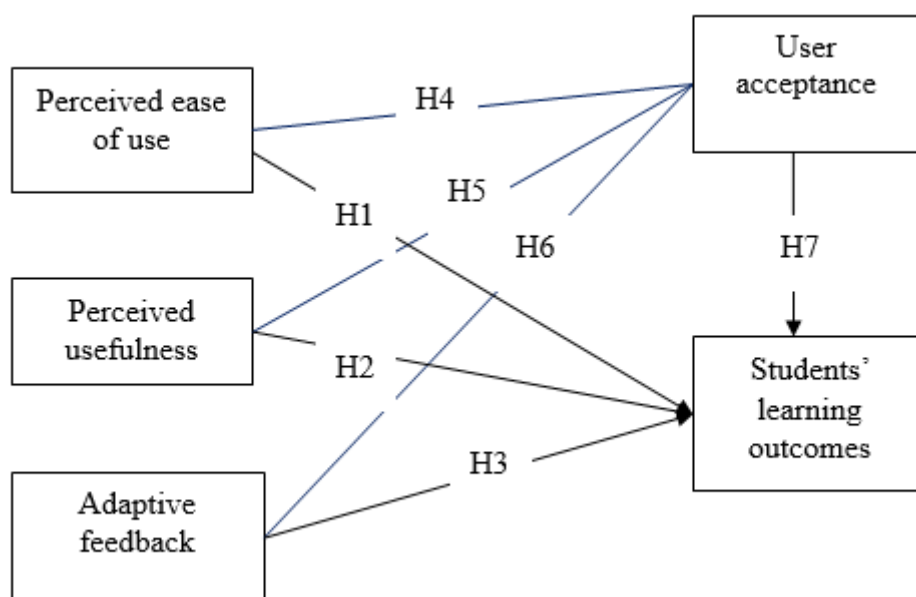 User
acceptance
Perceived ease
of use
H4
H5
H1
H6
H7
Perceived
usefulness
H2
Students’
learning
outcomes
H3
Adaptive
feedback